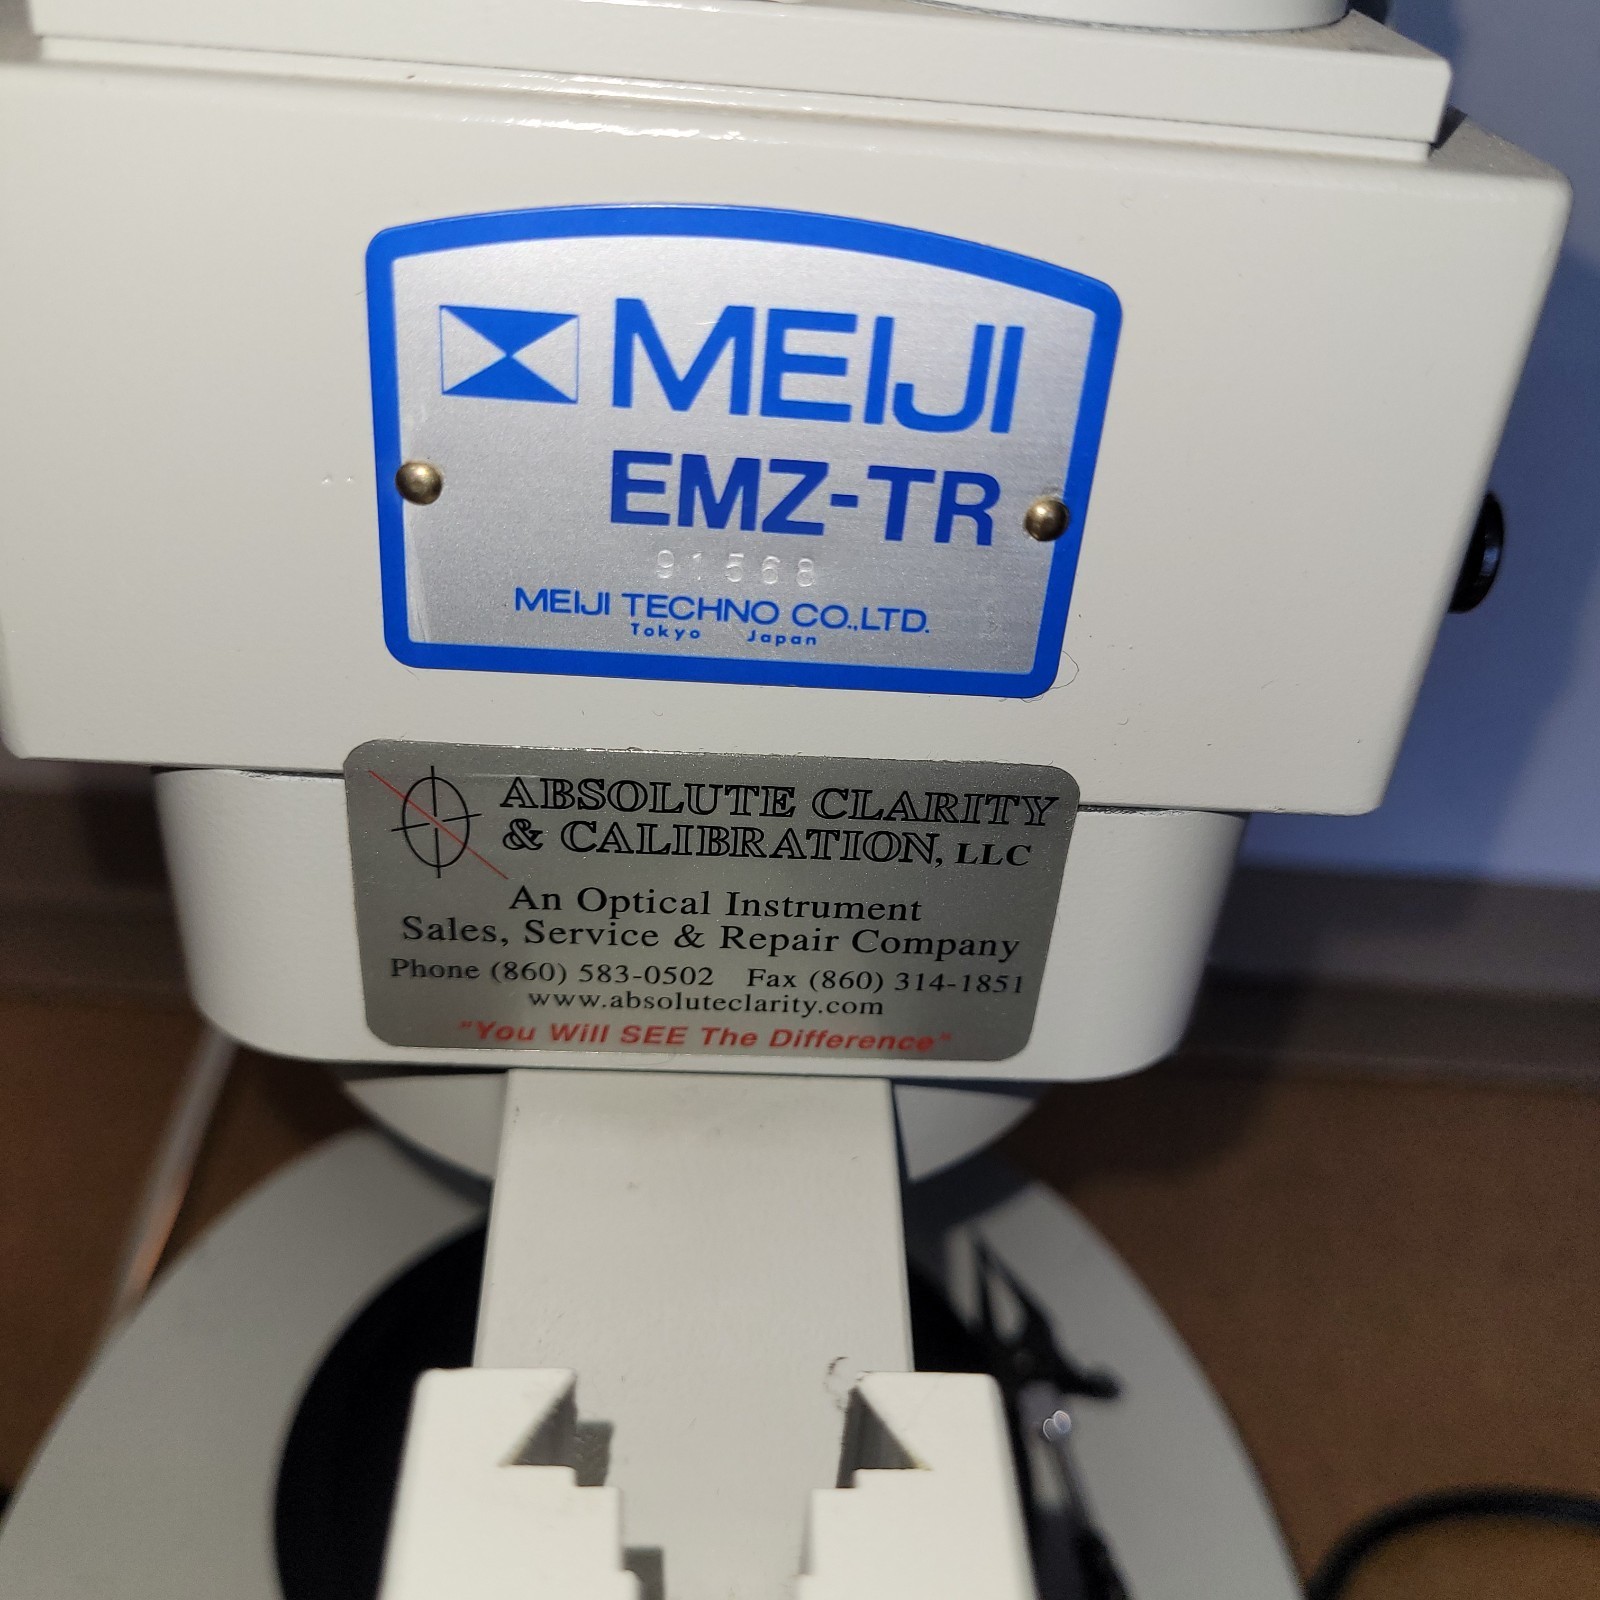 MEIJI
EMZ-TR
91568
MEIJI TECHNO CO.,LTD.
Tokyo Japan
ABSOLUTE CLARITY
& CALIBRATION, LLC
An Optical Instrument
Sales, Service & Repair Company
Phone (860) 583-0502 Fax (860) 314-1851
www.absoluteclarity.com
"You Will SEE The Difference"